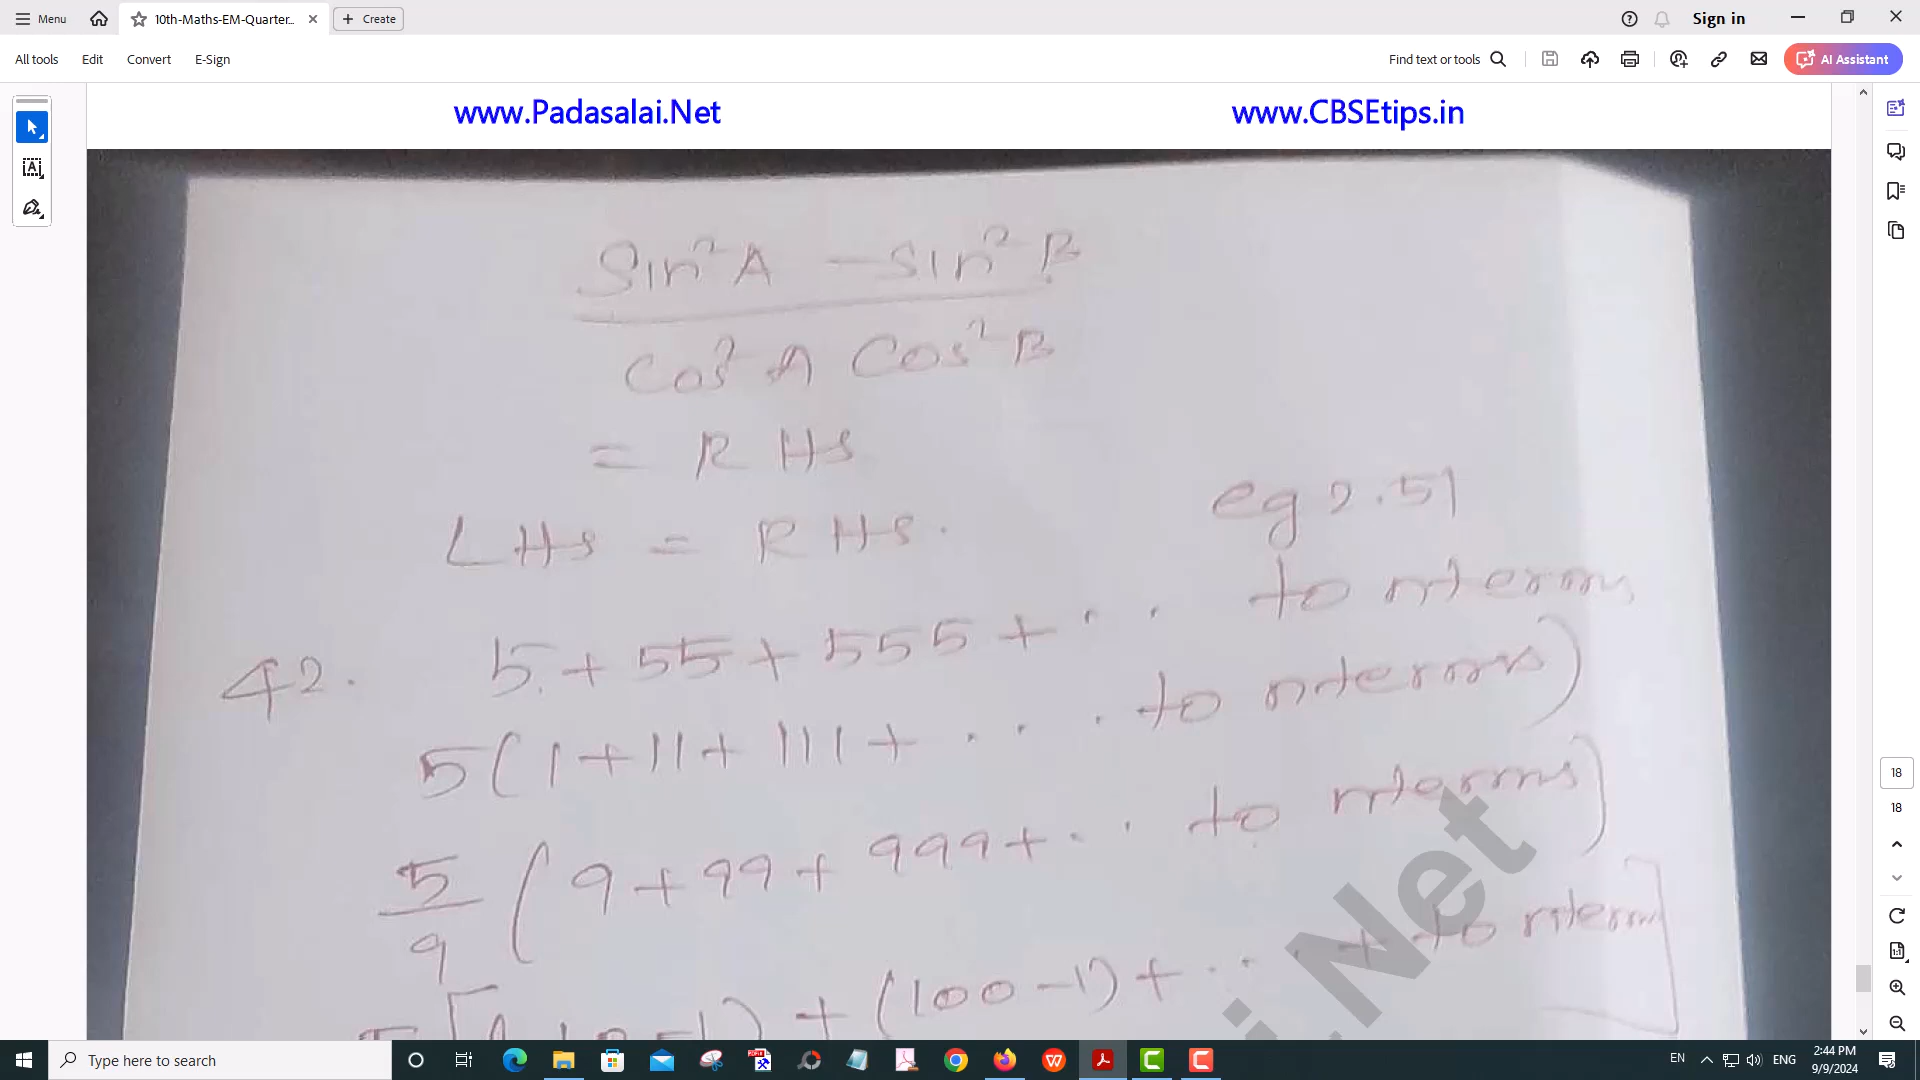 Menu
10th-Maths-EM-Quarter...
Create
Sign in
All tools
Edit
Convert
E-Sign
Find text or tools
AI Assistant
www.Padasalai.Net
www.CBSEtips.in
Sin²A - Sin²B
Cos²A Cos²B
= RHS
LHS = RHS.
eg 2.51
42. 5 + 55 + 555 + ... to n terms
5(1 + 11 + 111 + ... to n terms)
5/9 (9 + 99 + 999 + ... to n terms)
(100 - 1) + ... + to n term
i.Net
18
18
Type here to search
EN
ENG
2:44 PM
9/9/2024